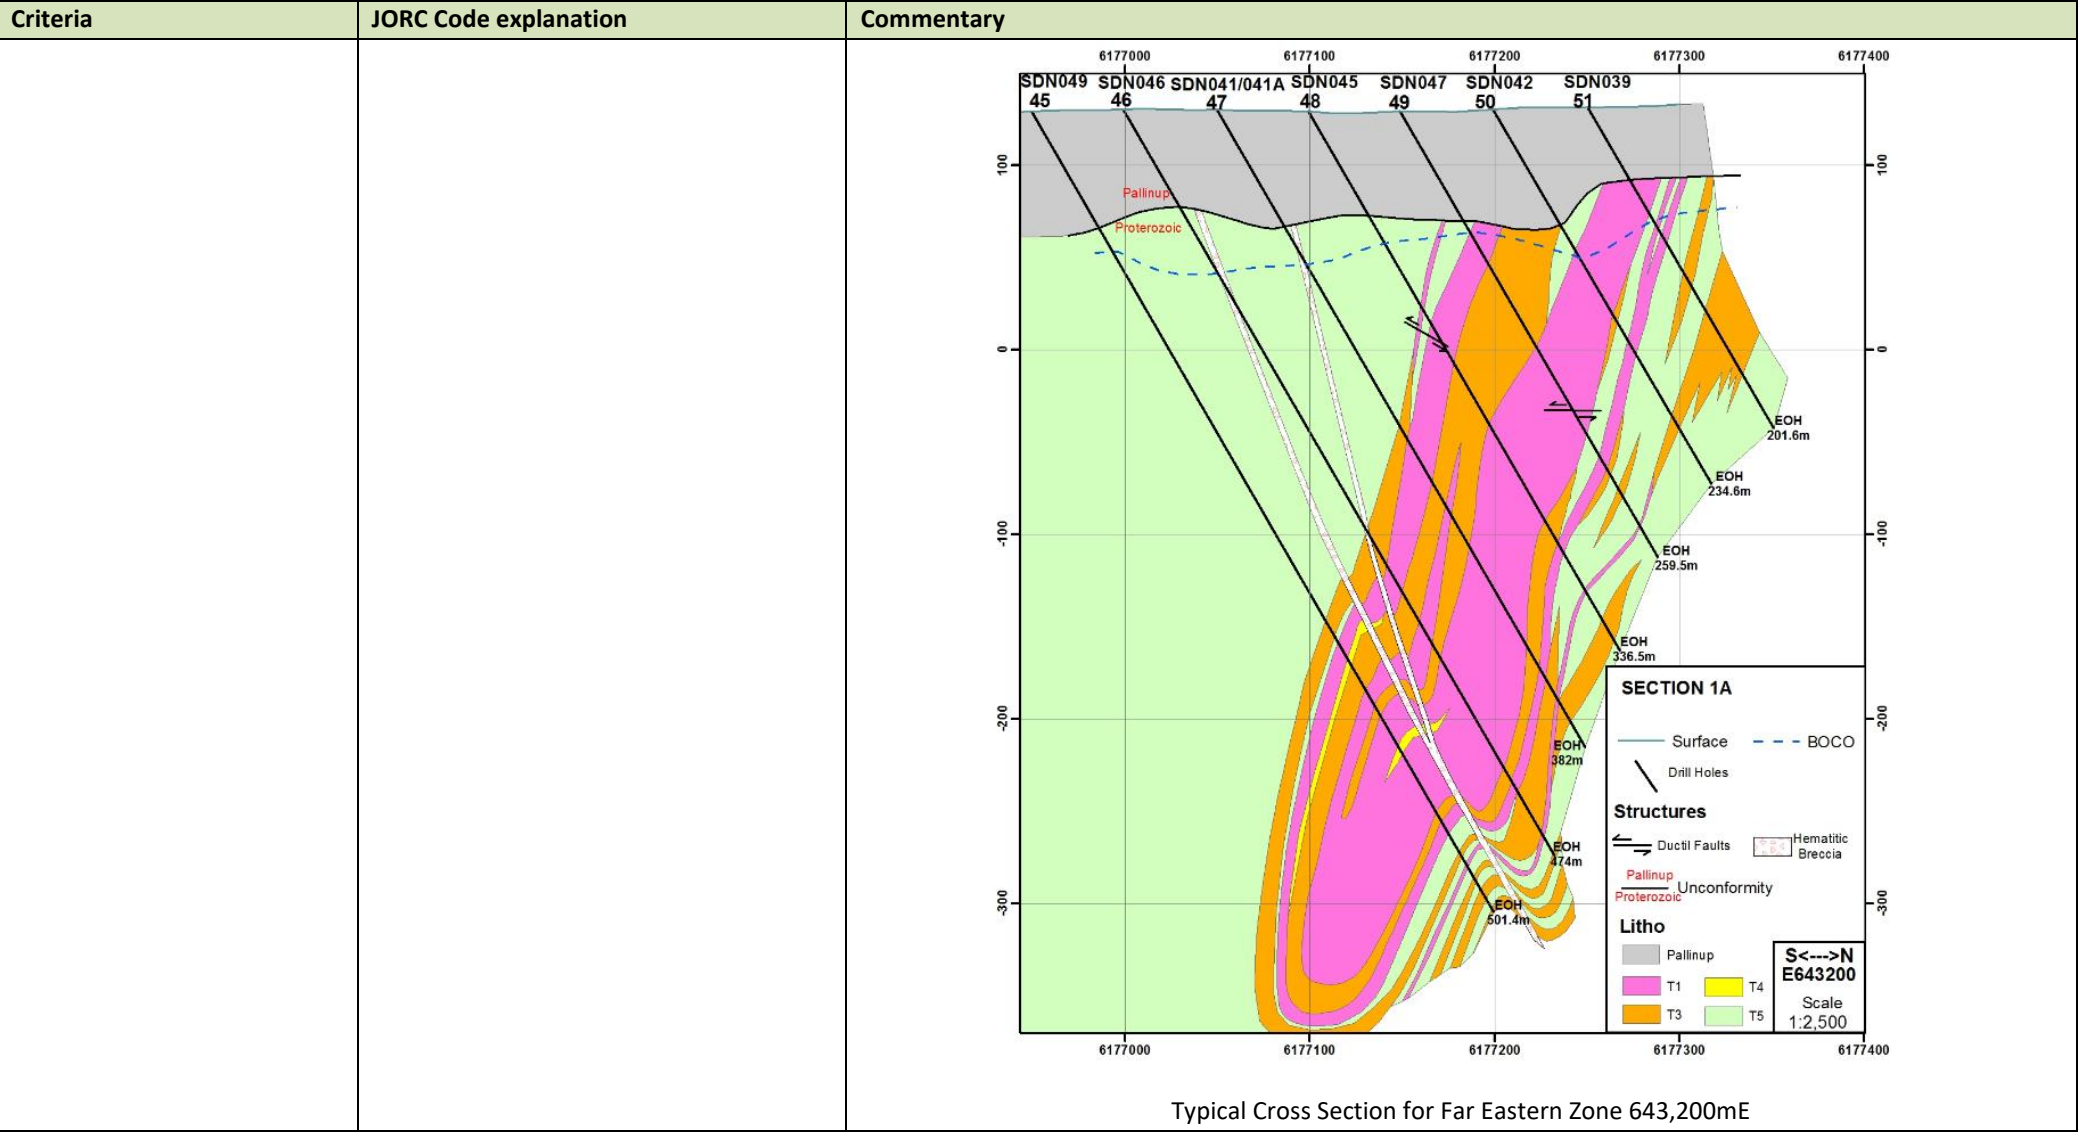 Criteria
JORC Code explanation
Commentary
6177000 6177100 6177200 6177300 6177400
SDN049 SDN046 SDN041/041A SDN045 SDN047 SDN042 SDN039
45 46 47 48 49 50 51
100 100
Pallinup
Proterozoic
0 0
EOH
201.6m
EOH
234.6m
-100 -100
EOH
259.5m
EOH
336.5m
-200 -200
EOH
382m
EOH
474m
-300 -300
EOH
501.4m
SECTION 1A
Surface BOCO
Drill Holes
Structures
Ductil Faults
Hematitic
Breccia
Pallinup
Proterozoic
Unconformity
Litho
Pallinup
T1 T4
T3 T5
S<--->N
E643200
Scale
1:2,500
6177000 6177100 6177200 6177300 6177400
Typical Cross Section for Far Eastern Zone 643,200mE